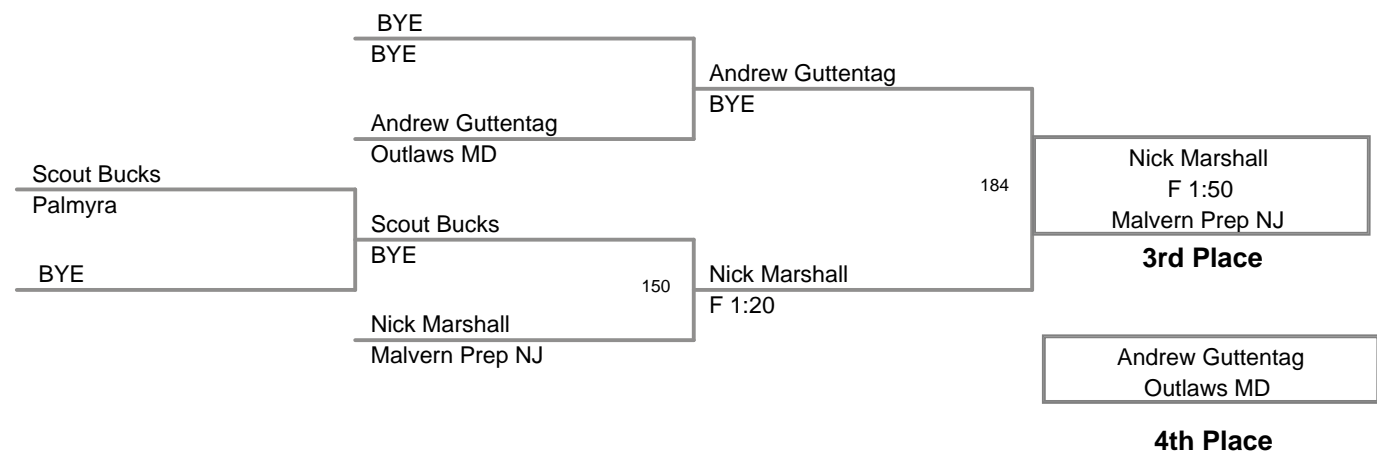 BYE
BYE
Andrew Guttentag
BYE
Andrew Guttentag
Outlaws MD
Scout Bucks
Palmyra
BYE
Scout Bucks
BYE
150
Nick Marshall
Malvern Prep NJ
Nick Marshall
F 1:20
184
Nick Marshall
F 1:50
Malvern Prep NJ
3rd Place
Andrew Guttentag
Outlaws MD
4th Place